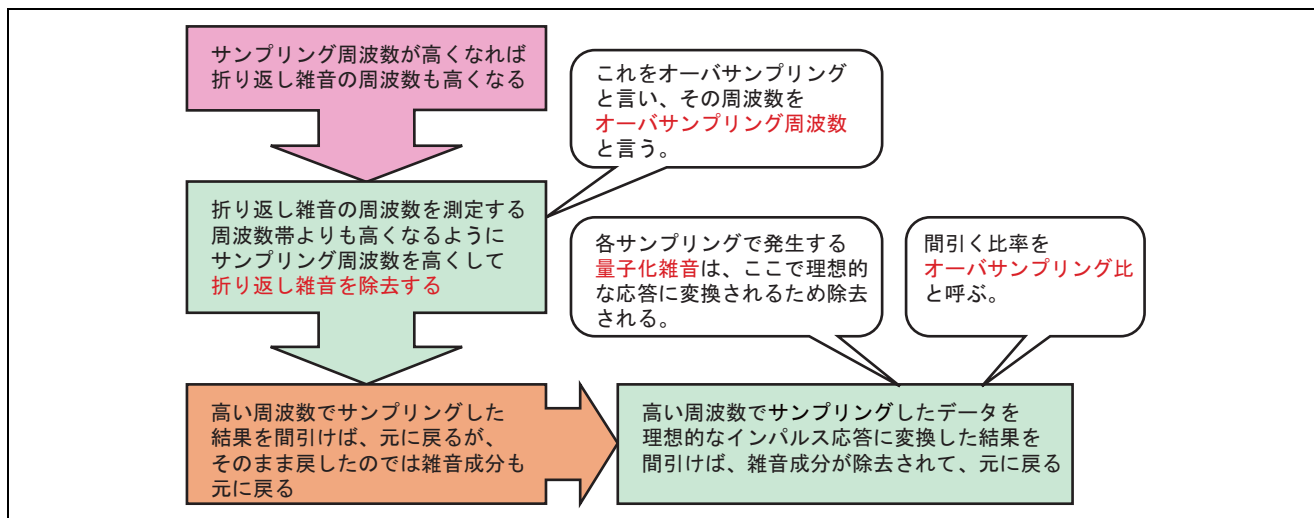 サンプリング周波数が高くなれば
折り返し雑音の周波数も高くなる
これをオーバサンプリング
と言い、その周波数を
オーバサンプリング周波数
と言う。
折り返し雑音の周波数を測定する
周波数帯よりも高くなるように
サンプリング周波数を高くして
折り返し雑音を除去する
各サンプリングで発生する
量子化雑音は、ここで理想的
な応答に変換されるため除去
される。
間引く比率を
オーバサンプリング比
と呼ぶ。
高い周波数でサンプリングした
結果を間引けば、元に戻るが、
そのまま戻したのでは雑音成分も
元に戻る
高い周波数でサンプリングしたデータを
理想的なインパルス応答に変換した結果を
間引けば、雑音成分が除去されて、元に戻る